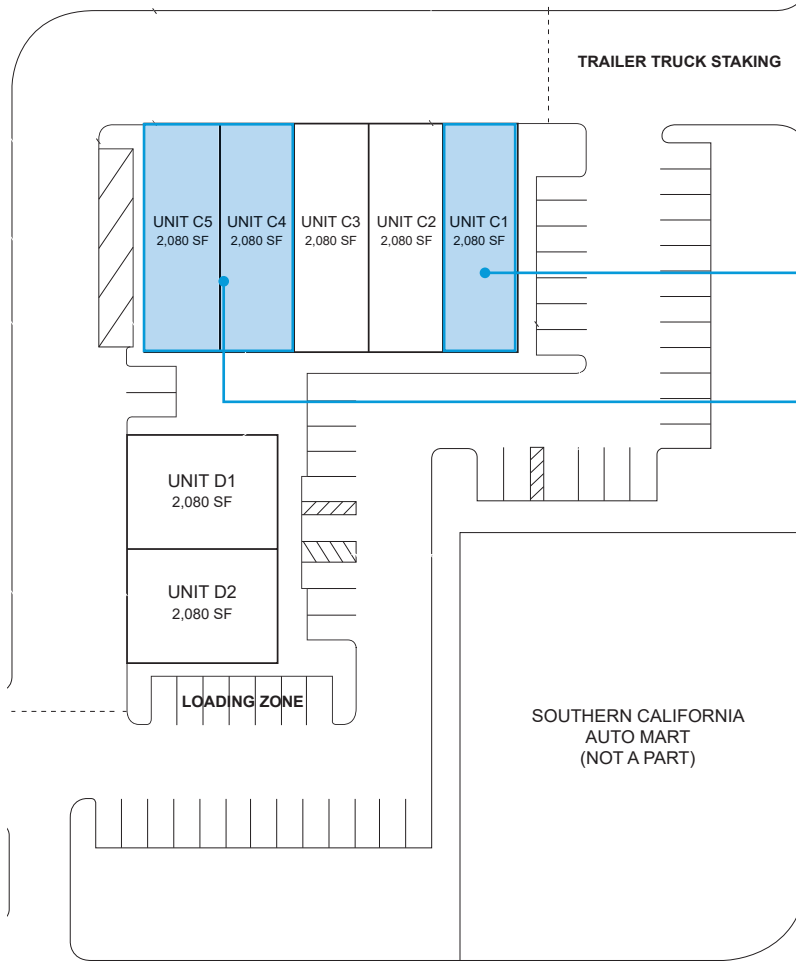 TRAILER TRUCK STAKING
UNIT C5
2,080 SF
UNIT C4
2,080 SF
UNIT C3
2,080 SF
UNIT C2
2,080 SF
UNIT C1
2,080 SF
UNIT D1
2,080 SF
UNIT D2
2,080 SF
LOADING ZONE
SOUTHERN CALIFORNIA
AUTO MART
(NOT A PART)